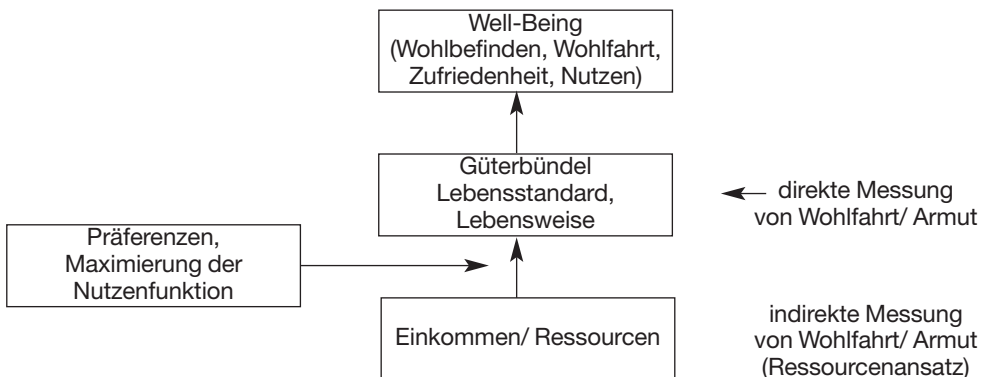 Well-Being
(Wohlbefinden, Wohlfahrt,
Zufriedenheit, Nutzen)
Güterbündel
Lebensstandard,
Lebensweise
direkte Messung
von Wohlfahrt/ Armut
Präferenzen,
Maximierung der
Nutzenfunktion
Einkommen/ Ressourcen
indirekte Messung
von Wohlfahrt/ Armut
(Ressourcenansatz)